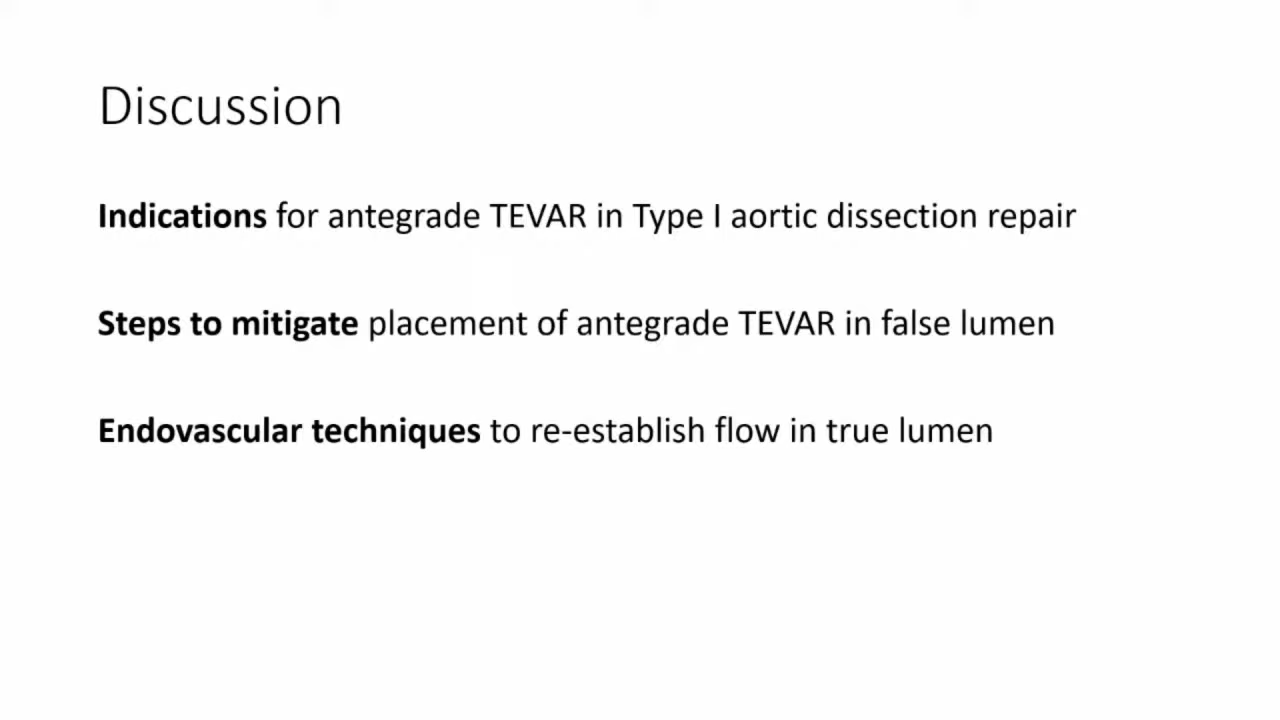 Discussion
Indications for antegrade TEVAR in Type I aortic dissection repair
Steps to mitigate placement of antegrade TEVAR in false lumen
Endovascular techniques to re-establish flow in true lumen